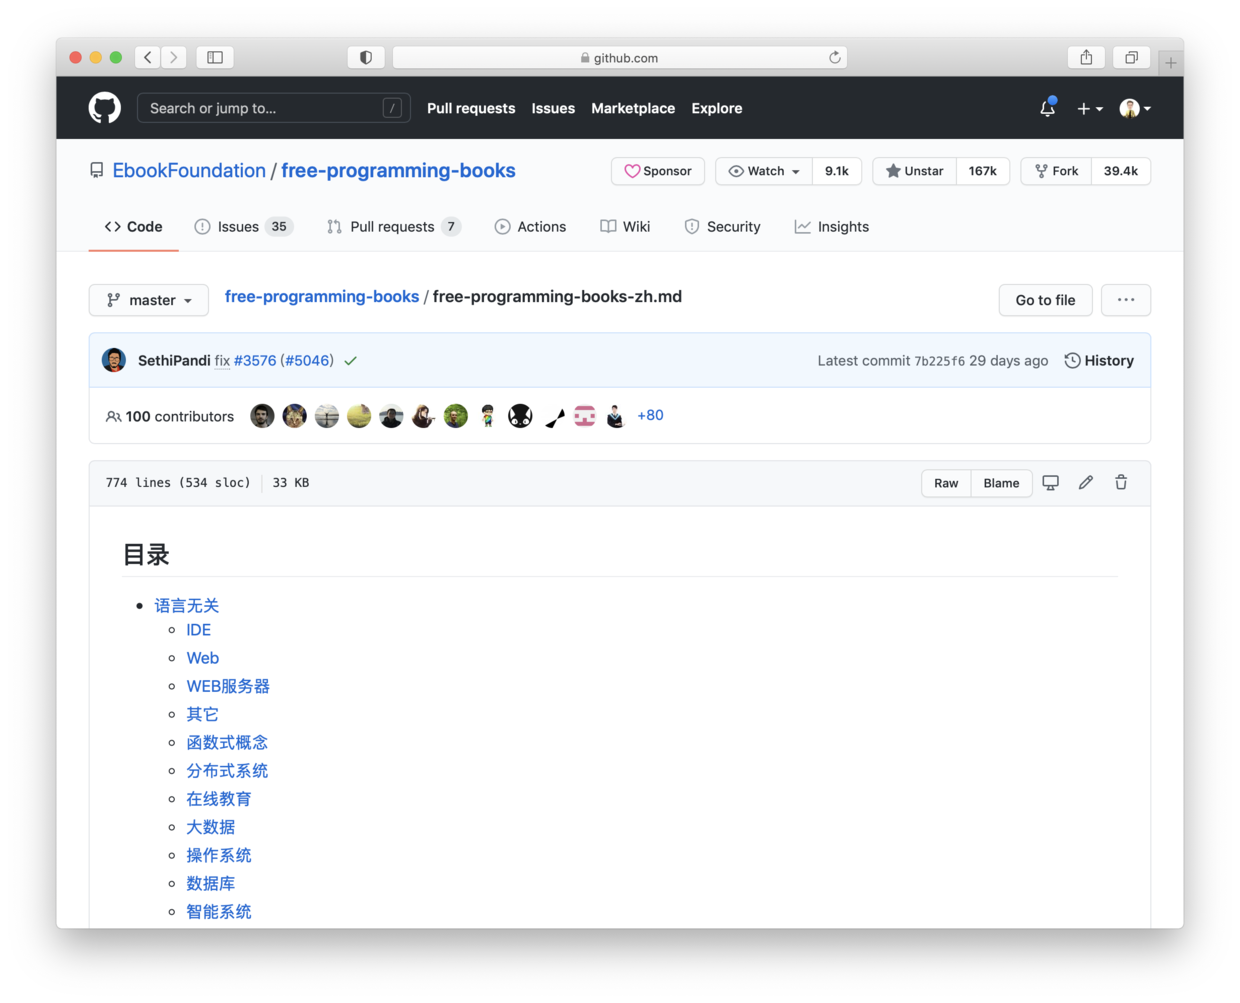 github.com
Search or jump to... /
Pull requests Issues Marketplace Explore
EbookFoundation / free-programming-books
Sponsor Watch 9.1k Unstar 167k Fork 39.4k
Code Issues 35 Pull requests 7 Actions Wiki Security Insights
master free-programming-books / free-programming-books-zh.md Go to file ...
SethiPandi fix #3576 (#5046) Latest commit 7b225f6 29 days ago History
100 contributors +80
774 lines (534 sloc) 33 KB Raw Blame
目录
语言无关
IDE
Web
WEB服务器
其它
函数式概念
分布式系统
在线教育
大数据
操作系统
数据库
智能系统